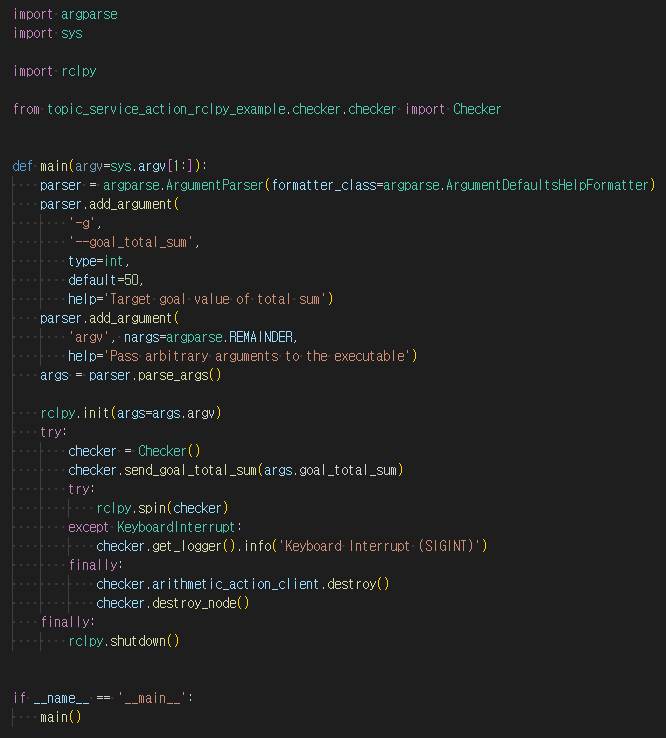 import argparse
import sys

import rclpy

from topic_service_action_rclpy_example.checker.checker import Checker


def main(argv=sys.argv[1:]):
    parser = argparse.ArgumentParser(formatter_class=argparse.ArgumentDefaultsHelpFormatter)
    parser.add_argument(
        '-g',
        '--goal_total_sum',
        type=int,
        default=50,
        help='Target goal value of total sum')
    parser.add_argument(
        'argv', nargs=argparse.REMAINDER,
        help='Pass arbitrary arguments to the executable')
    args = parser.parse_args()

    rclpy.init(args=args.argv)
    try:
        checker = Checker()
        checker.send_goal_total_sum(args.goal_total_sum)
        try:
            rclpy.spin(checker)
        except KeyboardInterrupt:
            checker.get_logger().info('Keyboard Interrupt (SIGINT)')
        finally:
            checker.arithmetic_action_client.destroy()
            checker.destroy_node()
    finally:
        rclpy.shutdown()


if __name__ == '__main__':
    main()